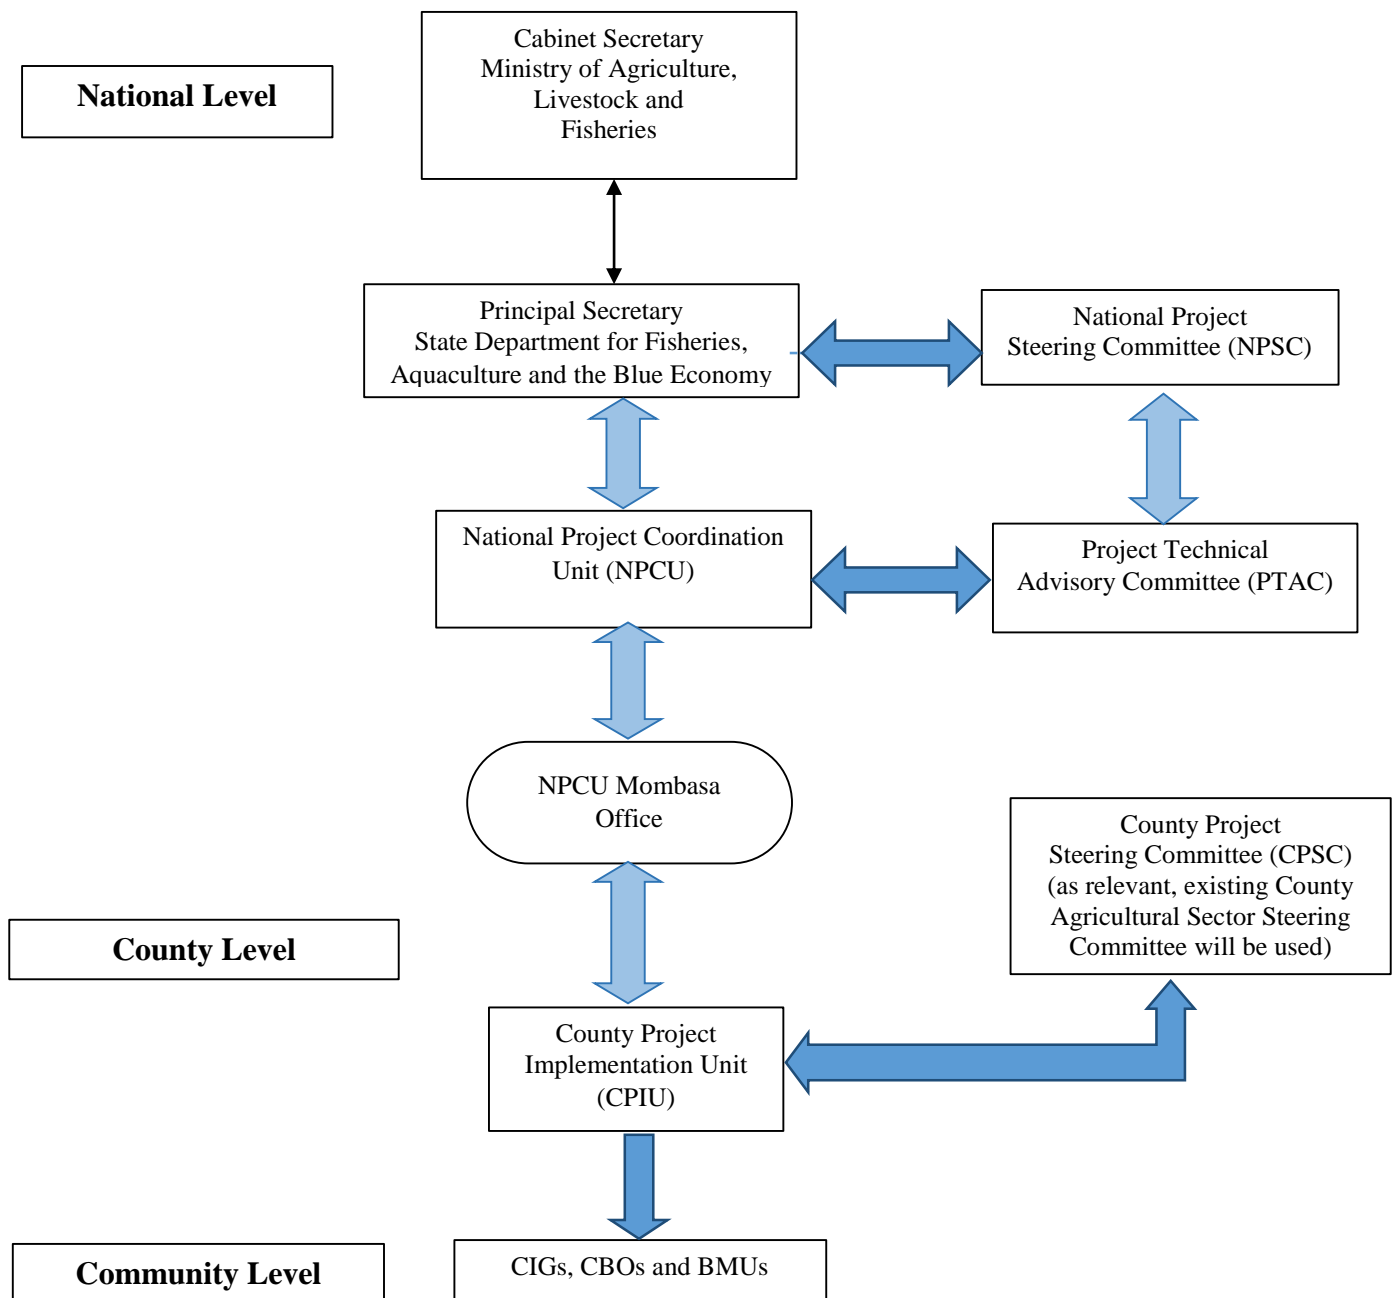 Cabinet Secretary
Ministry of Agriculture,
Livestock and
Fisheries
National Level
Principal Secretary
State Department for Fisheries,
Aquaculture and the Blue Economy
National Project
Steering Committee (NPSC)
National Project Coordination
Unit (NPCU)
Project Technical
Advisory Committee (PTAC)
NPCU Mombasa
Office
County Project
Steering Committee (CPSC)
(as relevant, existing County
Agricultural Sector Steering
Committee will be used)
County Level
County Project
Implementation Unit
(CPIU)
Community Level
CIGs, CBOs and BMUs